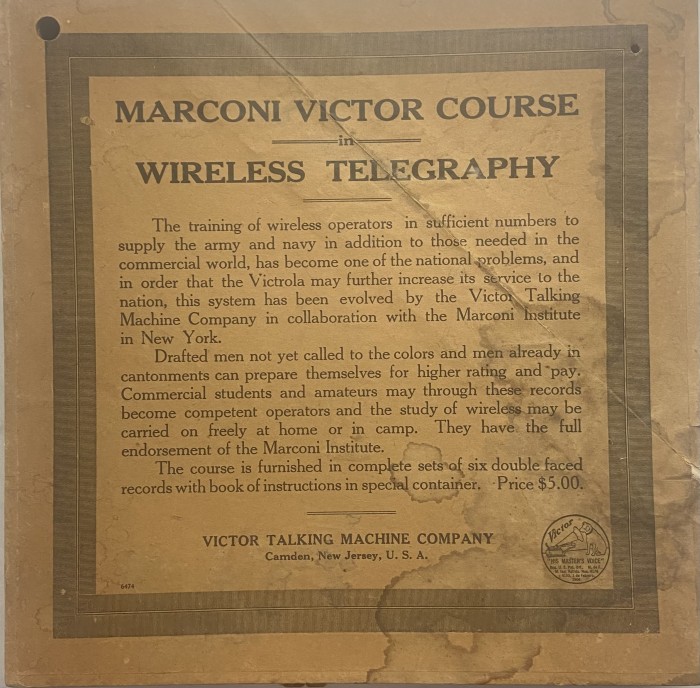 MARCONI VICTOR COURSE
in
WIRELESS TELEGRAPHY
The training of wireless operators in sufficient numbers to
supply the army and navy in addition to those needed in the
commercial world, has become one of the national problems, and
in order that the Victrola may further increase its service to the
nation, this system has been evolved by the Victor Talking
Machine Company in collaboration with the Marconi Institute
in New York.
Drafted men not yet called to the colors and men already in
cantonments can prepare themselves for higher rating and pay.
Commercial students and amateurs may through these records
become competent operators and the study of wireless may be
carried on freely at home or in camp. They have the full
endorsement of the Marconi Institute.
The course is furnished in complete sets of six double faced
records with book of instructions in special container. Price $5.00.
VICTOR TALKING MACHINE COMPANY
Camden, New Jersey, U. S. A.
Victor
"HIS MASTER'S VOICE"
6474